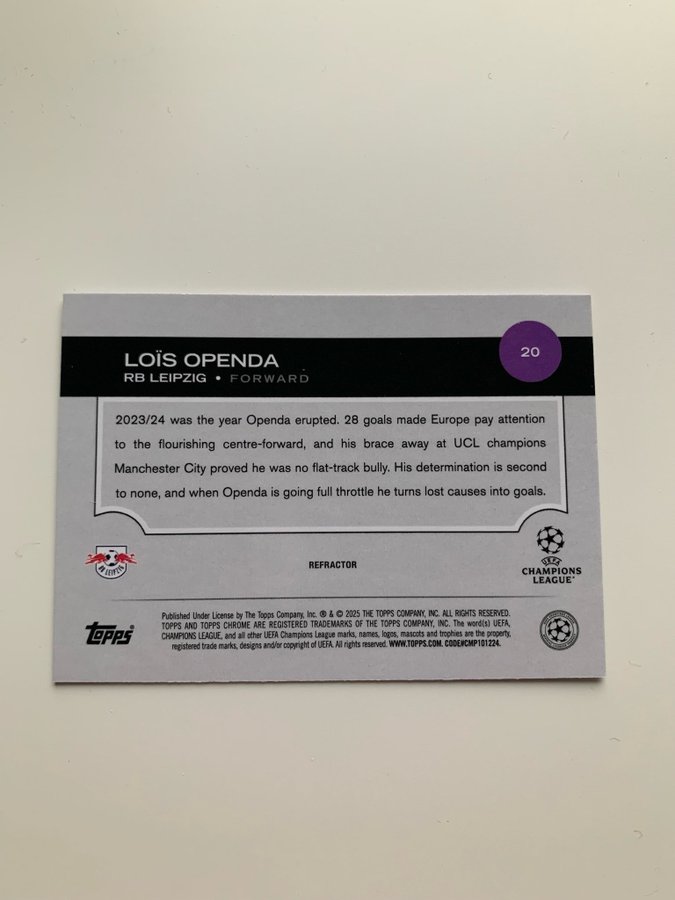 20
LOÏS OPENDA
RB LEIPZIG • FORWARD
2023/24 was the year Openda erupted. 28 goals made Europe pay attention
to the flourishing centre-forward, and his brace away at UCL champions
Manchester City proved he was no flat-track bully. His determination is second
to none, and when Openda is going full throttle he turns lost causes into goals.
RB LEIPZIG
REFRACTOR
UEFA
CHAMPIONS
LEAGUE®
topps®
Published Under License by The Topps Company, Inc. ® & © 2025 THE TOPPS COMPANY, INC. ALL RIGHTS RESERVED.
TOPPS AND TOPPS CHROME ARE REGISTERED TRADEMARKS OF THE TOPPS COMPANY, INC. The word(s) UEFA,
CHAMPIONS LEAGUE, and all other UEFA Champions League marks, names, logos, mascots and trophies are the property,
registered trade marks, designs and/or copyright of UEFA. All rights reserved. WWW.TOPPS.COM. CODE#CMP101224.